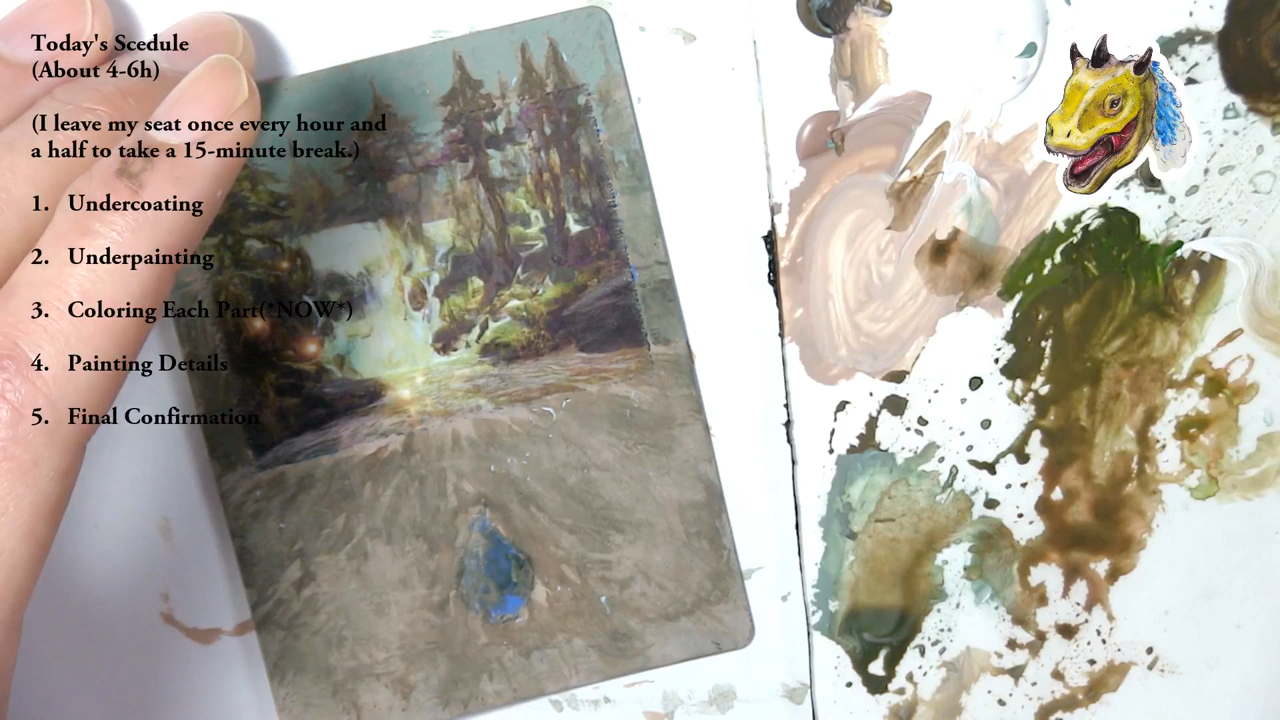 Today's Scedule
(About 4-6h)
(I leave my seat once every hour and
a half to take a 15-minute break.)
1. Undercoating
2. Underpainting
3. Coloring Each Part(*NOW*)
4. Painting Details
5. Final Confirmation